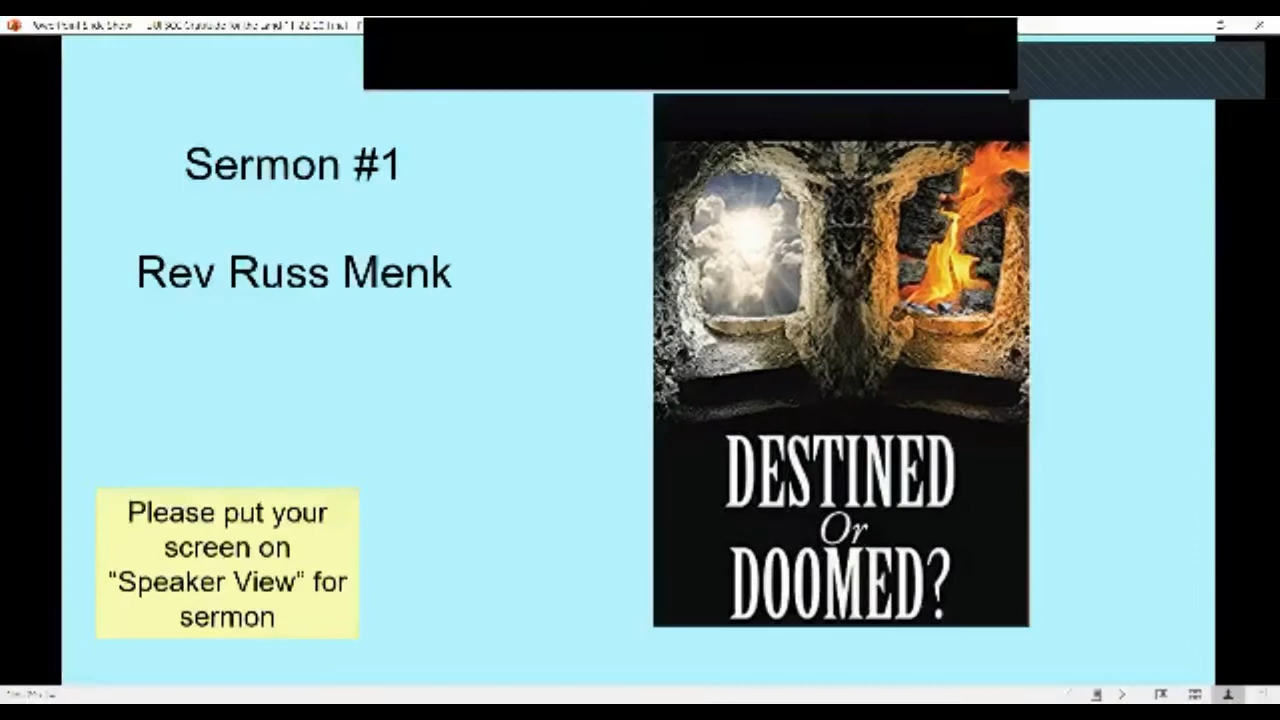 Sermon #1
Rev Russ Menk
Please put your
screen on
"Speaker View" for
sermon
DESTINED
Or
DOOMED?